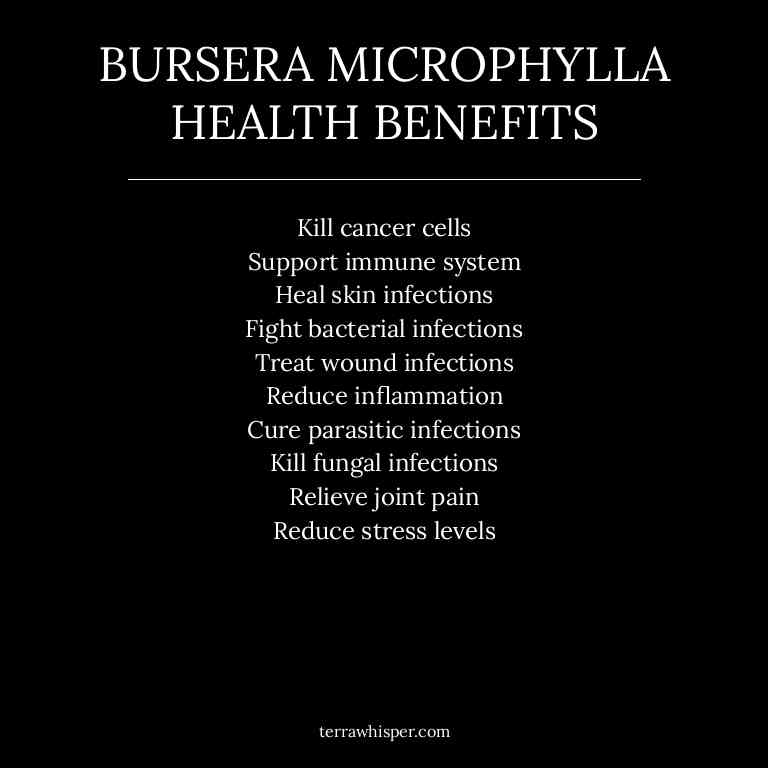 BURSERA MICROPHYLLA
HEALTH BENEFITS
Kill cancer cells
Support immune system
Heal skin infections
Fight bacterial infections
Treat wound infections
Reduce inflammation
Cure parasitic infections
Kill fungal infections
Relieve joint pain
Reduce stress levels
terrawhisper.com